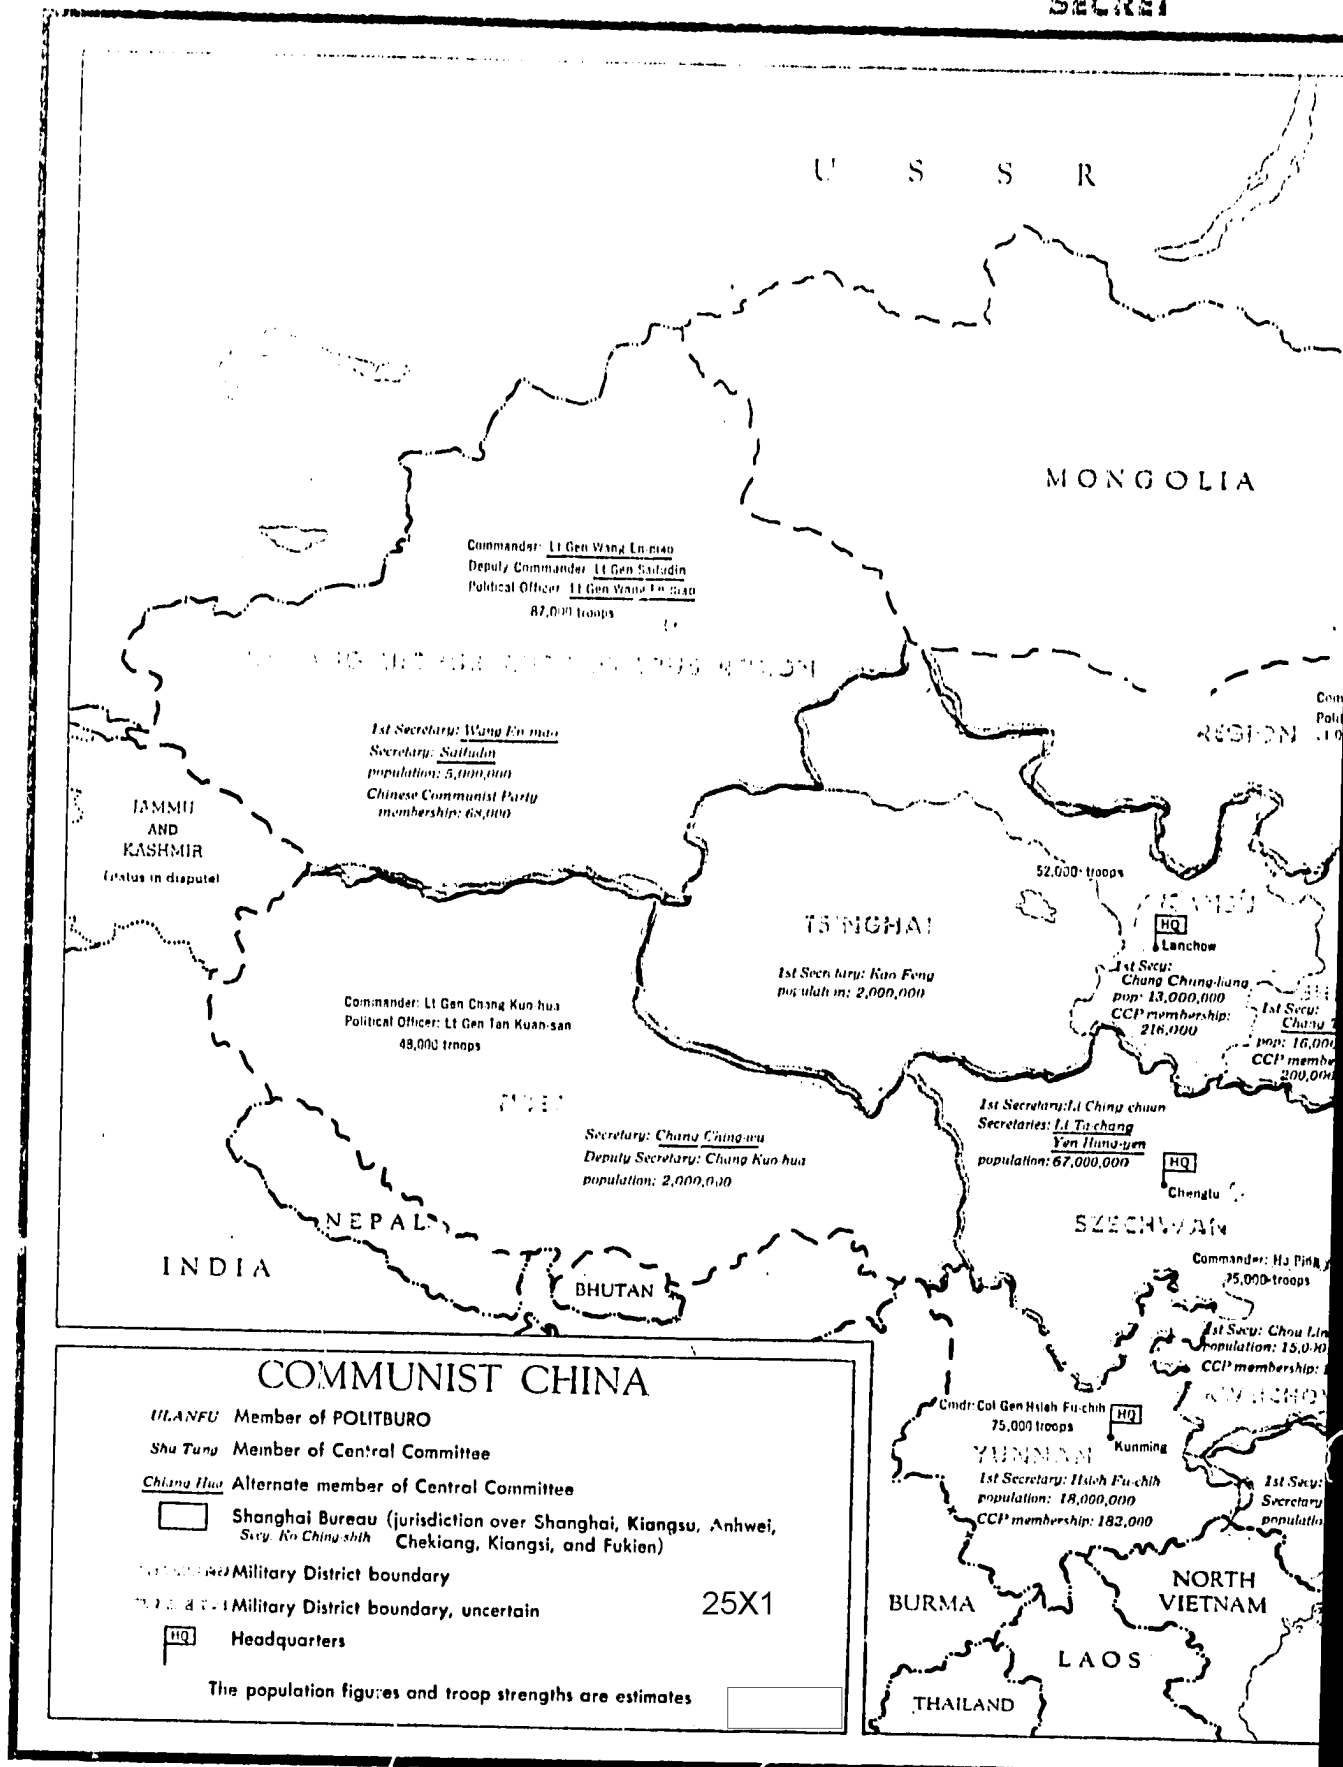 SECRET
U S S R
MONGOLIA
Commander: Lt Gen Wang En-mao
Deputy Commander Lt Gen Saifudin
Political Officer: Lt Gen Wang En-mao
87,000 troops
1st Secretary: Wang En-mao
Secretary: Saifudin
population: 5,000,000
Chinese Communist Party
membership: 68,000
REGION
JAMMU
AND
KASHMIR
(status in dispute)
52,000 troops
KANSU
HQ
Lanchow
TSINGHAI
1st Secretary: Kao Feng
population: 2,000,000
1st Secy:
Chang Chung-liang
pop: 13,000,000
CCP membership:
216,000
1st Secy:
Chang
pop: 16,000
CCP membe
200,000
Commander: Lt Gen Chang Kuo-hua
Political Officer: Lt Gen Tan Kuan-san
49,000 troops
TIBET
Secretary: Chang Ching-wu
Deputy Secretary: Chang Kuo-hua
population: 2,000,000
1st Secretary: Li Ching-chuan
Secretaries: Li Ta-chang
Yen Hung-yen
population: 67,000,000
HQ
Chengtu
SZECHWAN
NEPAL
INDIA
BHUTAN
Commander: Ho Ping
75,000 troops
1st Secy: Chou Lin
population: 15,0
CCP membership:
KWEICHOW
Cmdr: Col Gen Hsieh Fu-chih
75,000 troops
HQ
Kunming
YUNNAN
1st Secretary: Hsieh Fu-chih
population: 18,000,000
CCP membership: 183,000
1st Secy:
Secretary
populatio
BURMA
NORTH
VIETNAM
LAOS
THAILAND
COMMUNIST CHINA
ULANFU Member of POLITBURO
Shu Tung Member of Central Committee
Chiang Hua Alternate member of Central Committee
Shanghai Bureau (jurisdiction over Shanghai, Kiangsu, Anhwei,
Secy. Ko Ching-shih Chekiang, Kiangsi, and Fukien)
Military District boundary
Military District boundary, uncertain
25X1
HQ Headquarters
The population figures and troop strengths are estimates